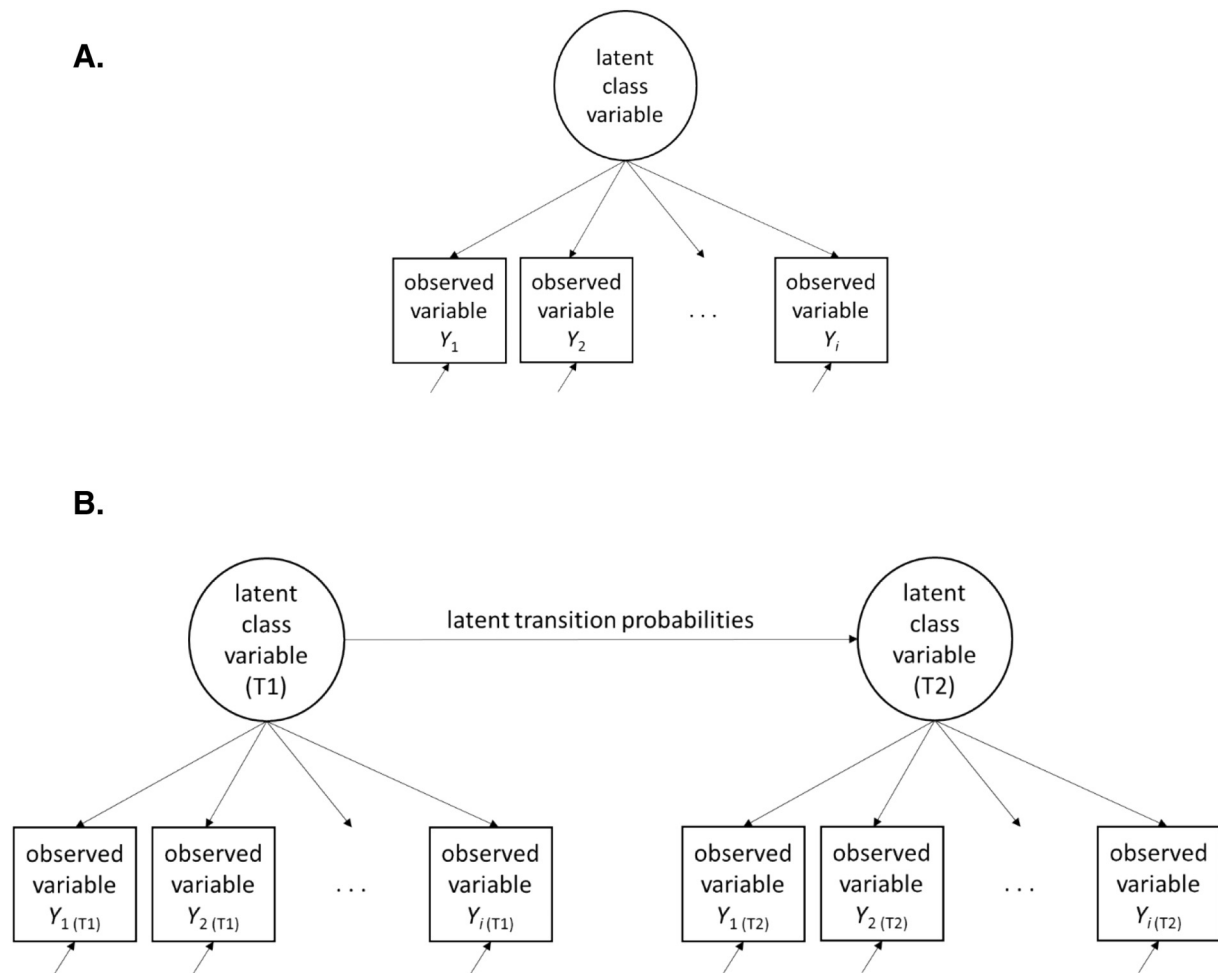 A.
latent
class
variable
observed
variable
Y1
observed
variable
Y2
. . .
observed
variable
Yi
B.
latent
class
variable
(T1)
latent transition probabilities
latent
class
variable
(T2)
observed
variable
Y1 (T1)
observed
variable
Y2 (T1)
. . .
observed
variable
Yi (T1)
observed
variable
Y1 (T2)
observed
variable
Y2 (T2)
. . .
observed
variable
Yi (T2)